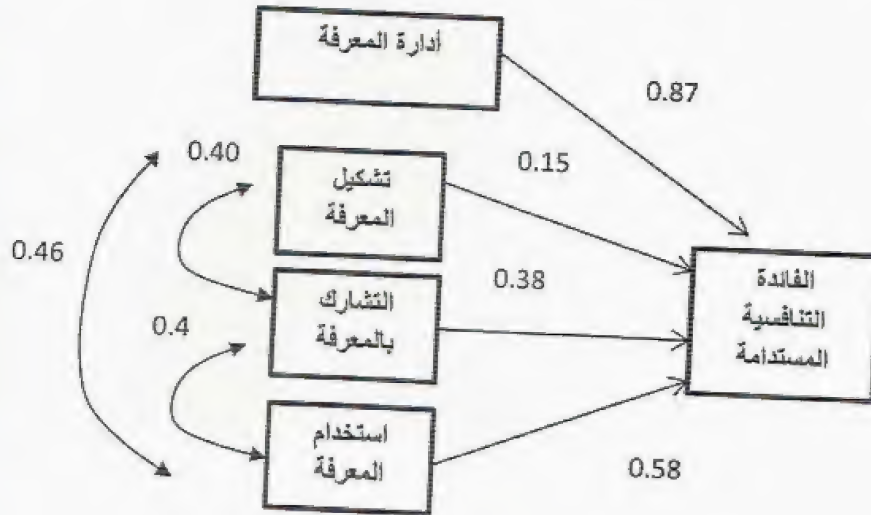 أدارة المعرفة
0.87
0.40
0.15
تشكيل
المعرفة
0.46
الفائدة
التنافسية
المستدامة
0.38
التشارك
بالمعرفة
0.4
استخدام
المعرفة
0.58